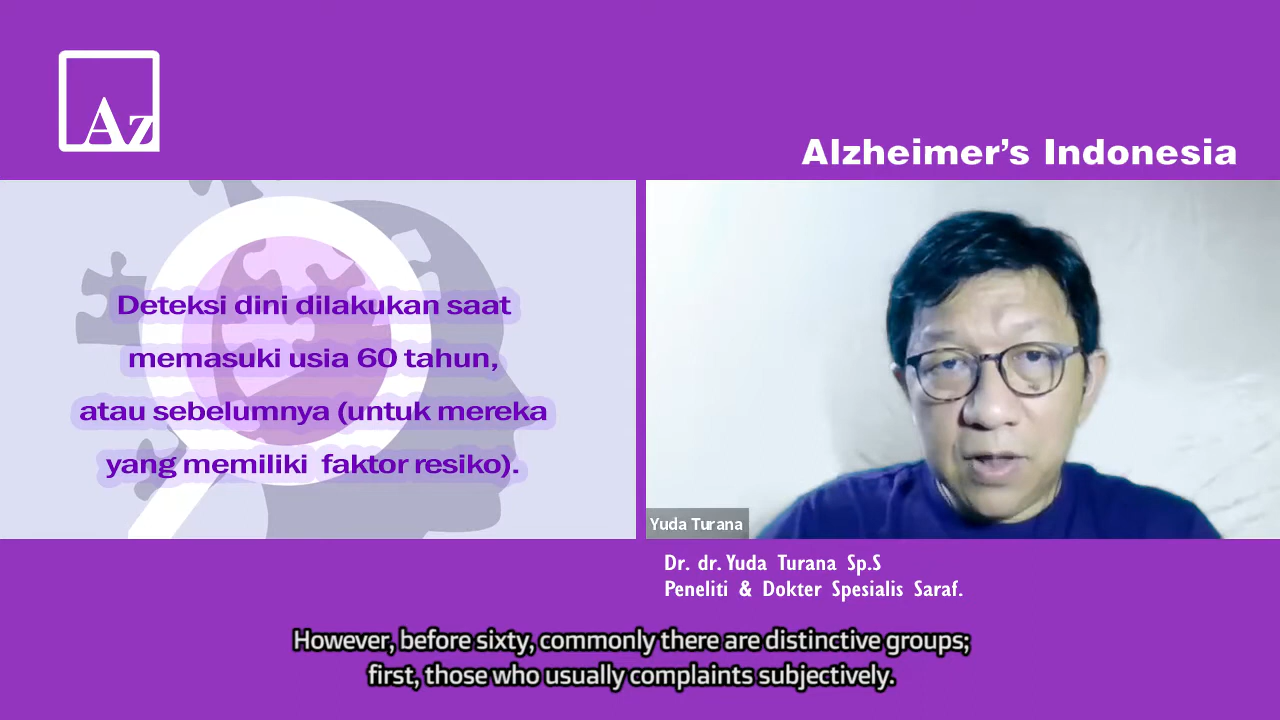 Az
Alzheimer's Indonesia
Deteksi dini dilakukan saat
memasuki usia 60 tahun,
atau sebelumnya (untuk mereka
yang memiliki faktor resiko).
Yuda Turana
Dr. dr. Yuda Turana Sp.S
Peneliti & Dokter Spesialis Saraf.
However, before sixty, commonly there are distinctive groups;
first, those who usually complaints subjectively.